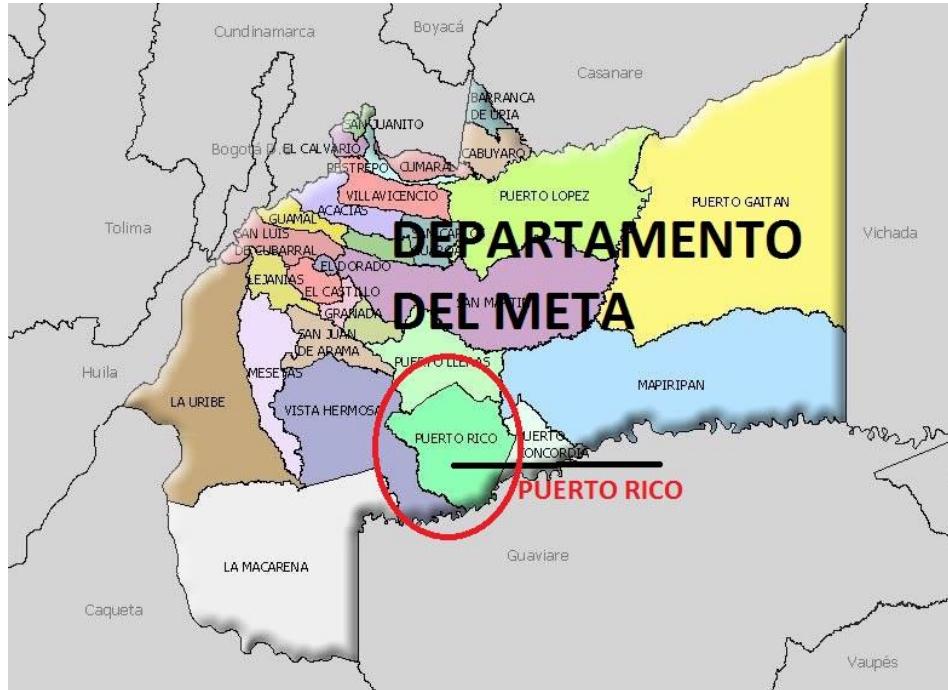 Cundinamarca
Boyacá
Casanare
BARRANCA
DE UPIA
SAN JUANITO
Bogotá D.
EL CALVARIO
CABUYARO
RESTREPO
CUMARAL
VILLAVICENCIO
PUERTO LOPEZ
PUERTO GAITAN
ACACIAS
GUAMAL
Tolima
SAN LUIS
DE CUBARRAL
Vichada
DEPARTAMENTO
DEL META
EL DORADO
LEJANIAS
EL CASTILLO
SAN MARTIN
GRANADA
SAN JUAN
DE ARAMA
PUERTO LLERAS
Huila
MESETAS
MAPIRIPAN
LA URIBE
VISTA HERMOSA
PUERTO RICO
PUERTO
CONCORDIA
PUERTO RICO
Guaviare
LA MACARENA
Caqueta
Vaupés